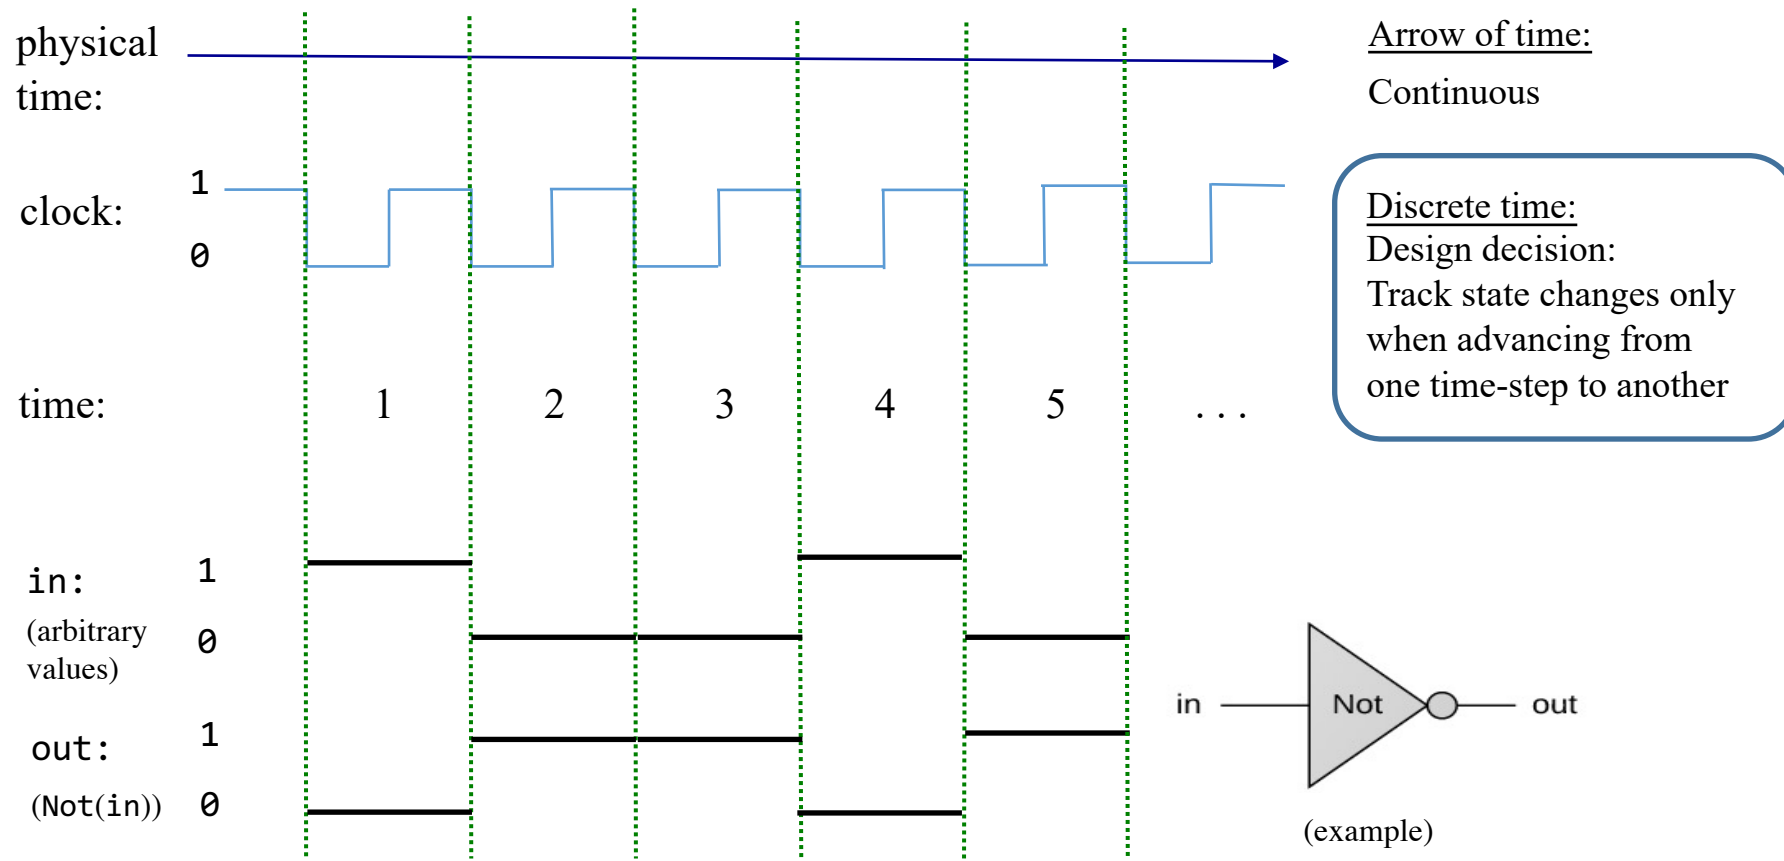 physical
time:
Arrow of time:
Continuous
clock:
1
0
Discrete time:
Design decision:
Track state changes only
when advancing from
one time-step to another
time:
1 2 3 4 5 . . .
in:
(arbitrary
values)
1
0
out:
(Not(in))
1
0
in Not out
(example)